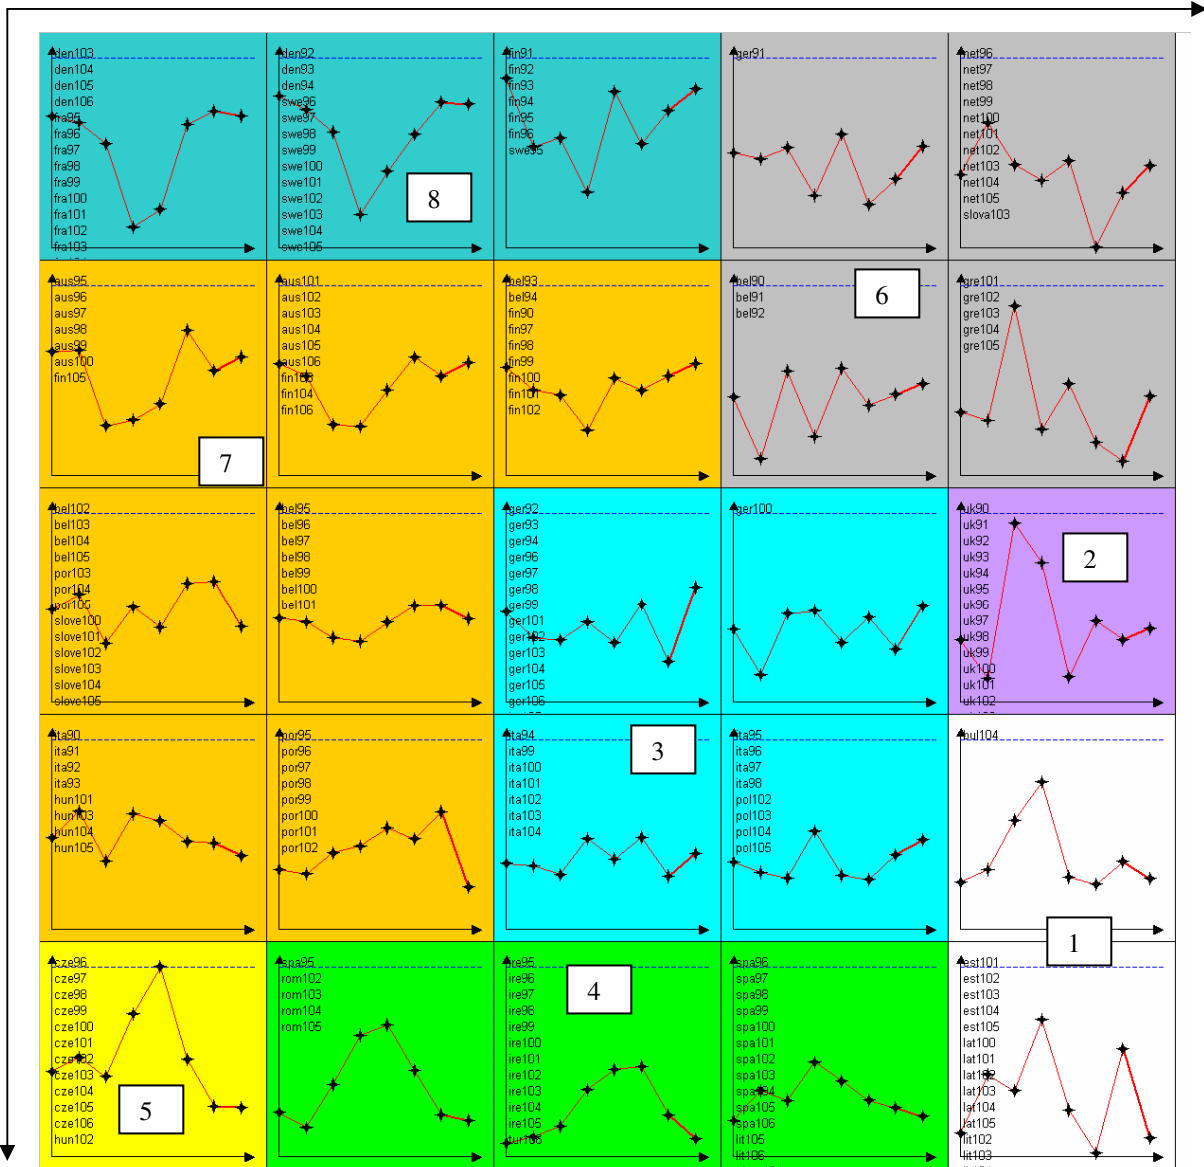 den103
den104
den105
den106
fra95
fra96
fra97
fra98
fra99
fra100
fra101
fra102
fra103
den92
den93
den94
swe96
swe97
swe98
swe99
swe100
swe101
swe102
swe103
swe104
swe105
8
fin91
fin92
fin93
fin94
fin95
fin96
swe95
ger91
net96
net97
net98
net99
net100
net101
net102
net103
net104
net105
slova103
aus95
aus96
aus97
aus98
aus99
aus100
fin105
7
aus101
aus102
aus103
aus104
aus105
aus106
fin103
fin104
fin106
bel93
bel94
fin90
fin97
fin98
fin99
fin100
fin101
fin102
bel90
bel91
bel92
6
gre101
gre102
gre103
gre104
gre105
bel102
bel103
bel104
bel105
por103
por104
por105
slove100
slove101
slove102
slove103
slove104
slove105
bel95
bel96
bel97
bel98
bel99
bel100
bel101
ger92
ger93
ger94
ger96
ger97
ger98
ger99
ger101
ger102
ger103
ger104
ger105
ger106
ger100
uk90
uk91
uk92
uk93
uk94
uk95
uk96
uk97
uk98
uk99
uk100
uk101
uk102
2
ita90
ita91
ita92
ita93
hun101
hun103
hun104
hun105
por95
por96
por97
por98
por99
por100
por101
por102
ita94
ita99
ita100
ita101
ita102
ita103
ita104
3
ita95
ita96
ita97
ita98
pol102
pol103
pol104
pol105
bul104
1
cze96
cze97
cze98
cze99
cze100
cze101
cze102
cze103
cze104
cze105
cze106
hun102
5
spa95
rom102
rom103
rom104
rom105
ire95
ire96
ire97
ire98
ire99
ire100
ire101
ire102
ire103
ire104
ire105
4
spa96
spa97
spa98
spa99
spa100
spa101
spa102
spa103
spa104
spa105
spa106
lit105
lit106
est101
est102
est103
est104
est105
lat100
lat101
lat102
lat103
lat104
lat105
lit102
lit103